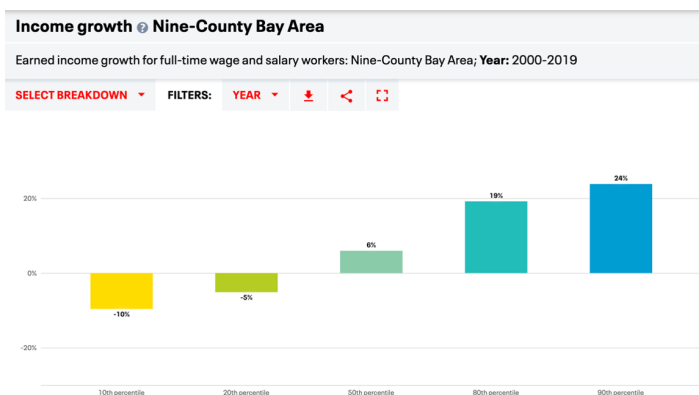 Income growth ? Nine-County Bay Area
Earned income growth for full-time wage and salary workers: Nine-County Bay Area; Year: 2000-2019
SELECT BREAKDOWN FILTERS: YEAR
24%
20%
19%
6%
0%
-5%
-10%
-20%
10th percentile 20th percentile 50th percentile 80th percentile 90th percentile